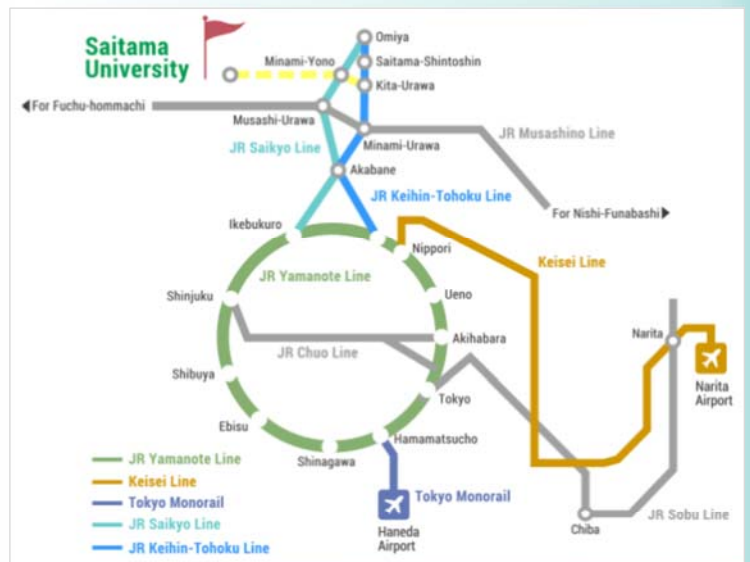 Saitama
University
Omiya
Minami-Yono
Saitama-Shintoshin
Kita-Urawa
For Fuchu-hommachi
Musashi-Urawa
JR Musashino Line
JR Saikyo Line
Minami-Urawa
Akabane
JR Keihin-Tohoku Line
For Nishi-Funabashi
Ikebukuro
Nippori
Keisei Line
JR Yamanote Line
Shinjuku
Ueno
Akihabara
Narita
JR Chuo Line
Shibuya
Tokyo
Narita
Airport
Ebisu
Hamamatsucho
Shinagawa
JR Yamanote Line
Keisei Line
Tokyo Monorail
JR Saikyo Line
JR Keihin-Tohoku Line
Tokyo Monorail
Haneda
Airport
Chiba
JR Sobu Line